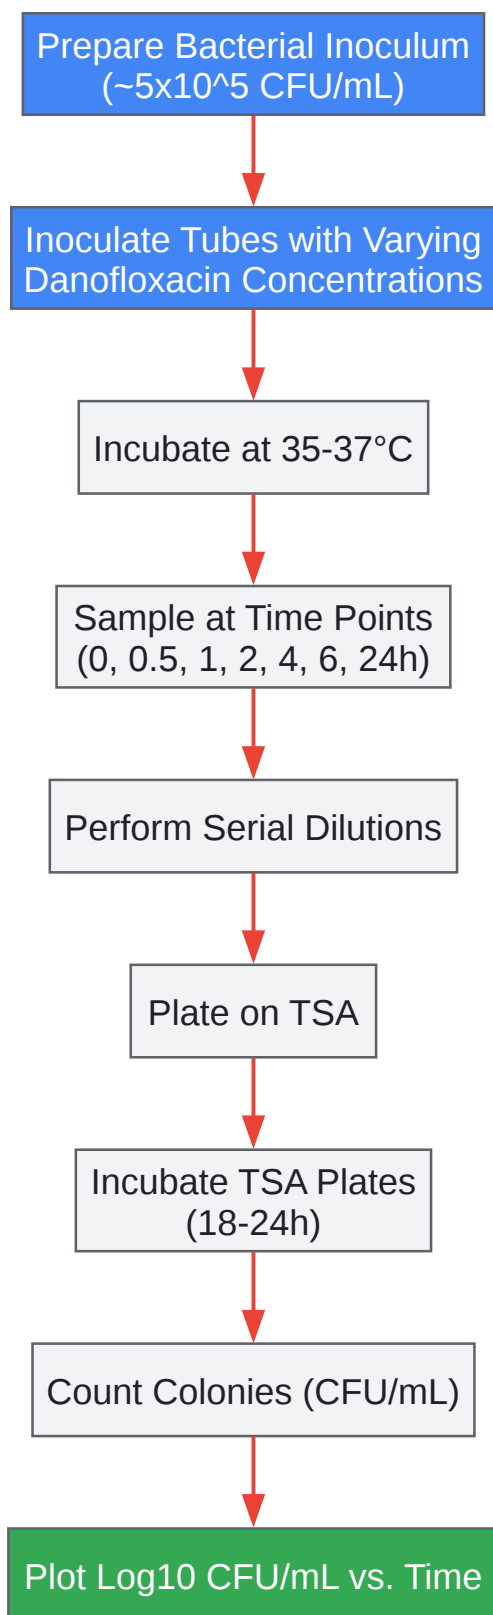 Prepare Bacterial Inoculum
(~5x10^5 CFU/mL)
Inoculate Tubes with Varying
Danofloxacin Concentrations
Incubate at 35-37°C
Sample at Time Points
(0, 0.5, 1, 2, 4, 6, 24h)
Perform Serial Dilutions
Plate on TSA
Incubate TSA Plates
(18-24h)
Count Colonies (CFU/mL)
Plot Log10 CFU/mL vs. Time